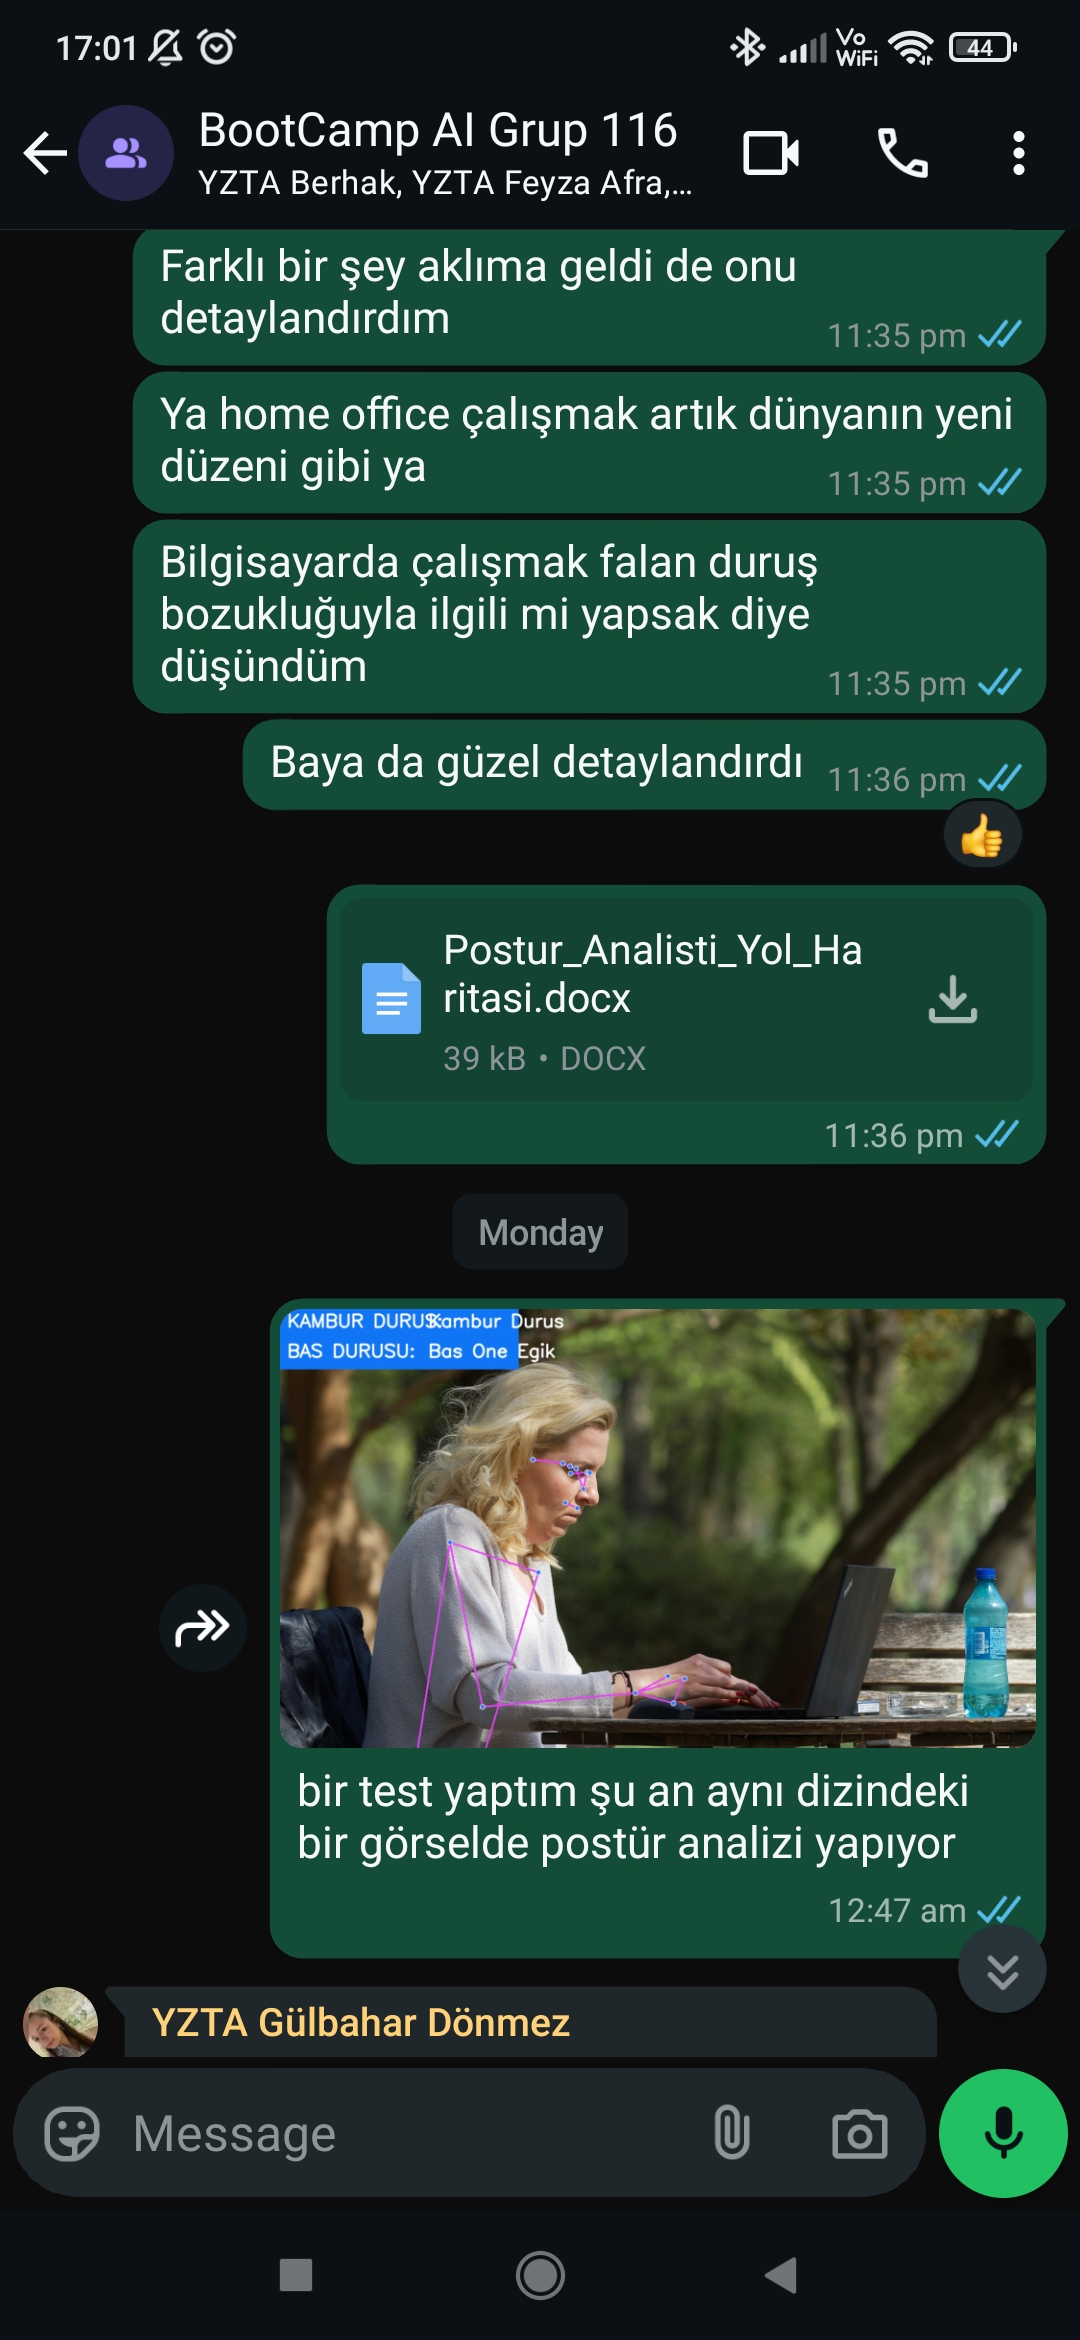 17:01
Vo
WiFi
44
BootCamp AI Grup 116
YZTA Berhak, YZTA Feyza Afra,...
Farklı bir şey aklıma geldi de onu
detaylandırdım
11:35 pm
Ya home office çalışmak artık dünyanın yeni
düzeni gibi ya
11:35 pm
Bilgisayarda çalışmak falan duruş
bozukluğuyla ilgili mi yapsak diye
düşündüm
11:35 pm
Baya da güzel detaylandırdı
11:36 pm
Postur_Analisti_Yol_Ha
ritasi.docx
39 kB • DOCX
11:36 pm
Monday
KAMBUR DURUS: Kambur Durus
BAS DURUSU: Bas One Egik
bir test yaptım şu an aynı dizindeki
bir görselde postür analizi yapıyor
12:47 am
YZTA Gülbahar Dönmez
Message